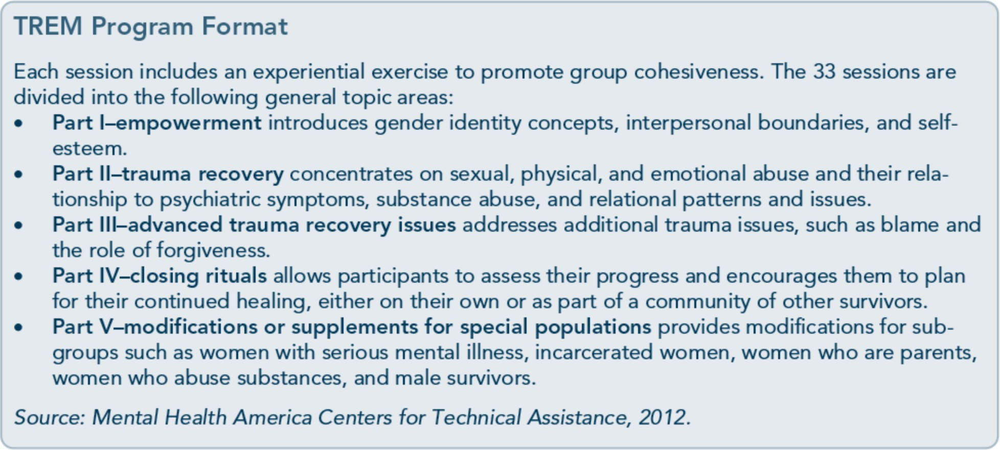 TREM Program Format
Each session includes an experiential exercise to promote group cohesiveness. The 33 sessions are
divided into the following general topic areas:
• Part I–empowerment introduces gender identity concepts, interpersonal boundaries, and self-
esteem.
• Part II–trauma recovery concentrates on sexual, physical, and emotional abuse and their rela-
tionship to psychiatric symptoms, substance abuse, and relational patterns and issues.
• Part III–advanced trauma recovery issues addresses additional trauma issues, such as blame and
the role of forgiveness.
• Part IV–closing rituals allows participants to assess their progress and encourages them to plan
for their continued healing, either on their own or as part of a community of other survivors.
• Part V–modifications or supplements for special populations provides modifications for sub-
groups such as women with serious mental illness, incarcerated women, women who are parents,
women who abuse substances, and male survivors.
Source: Mental Health America Centers for Technical Assistance, 2012.